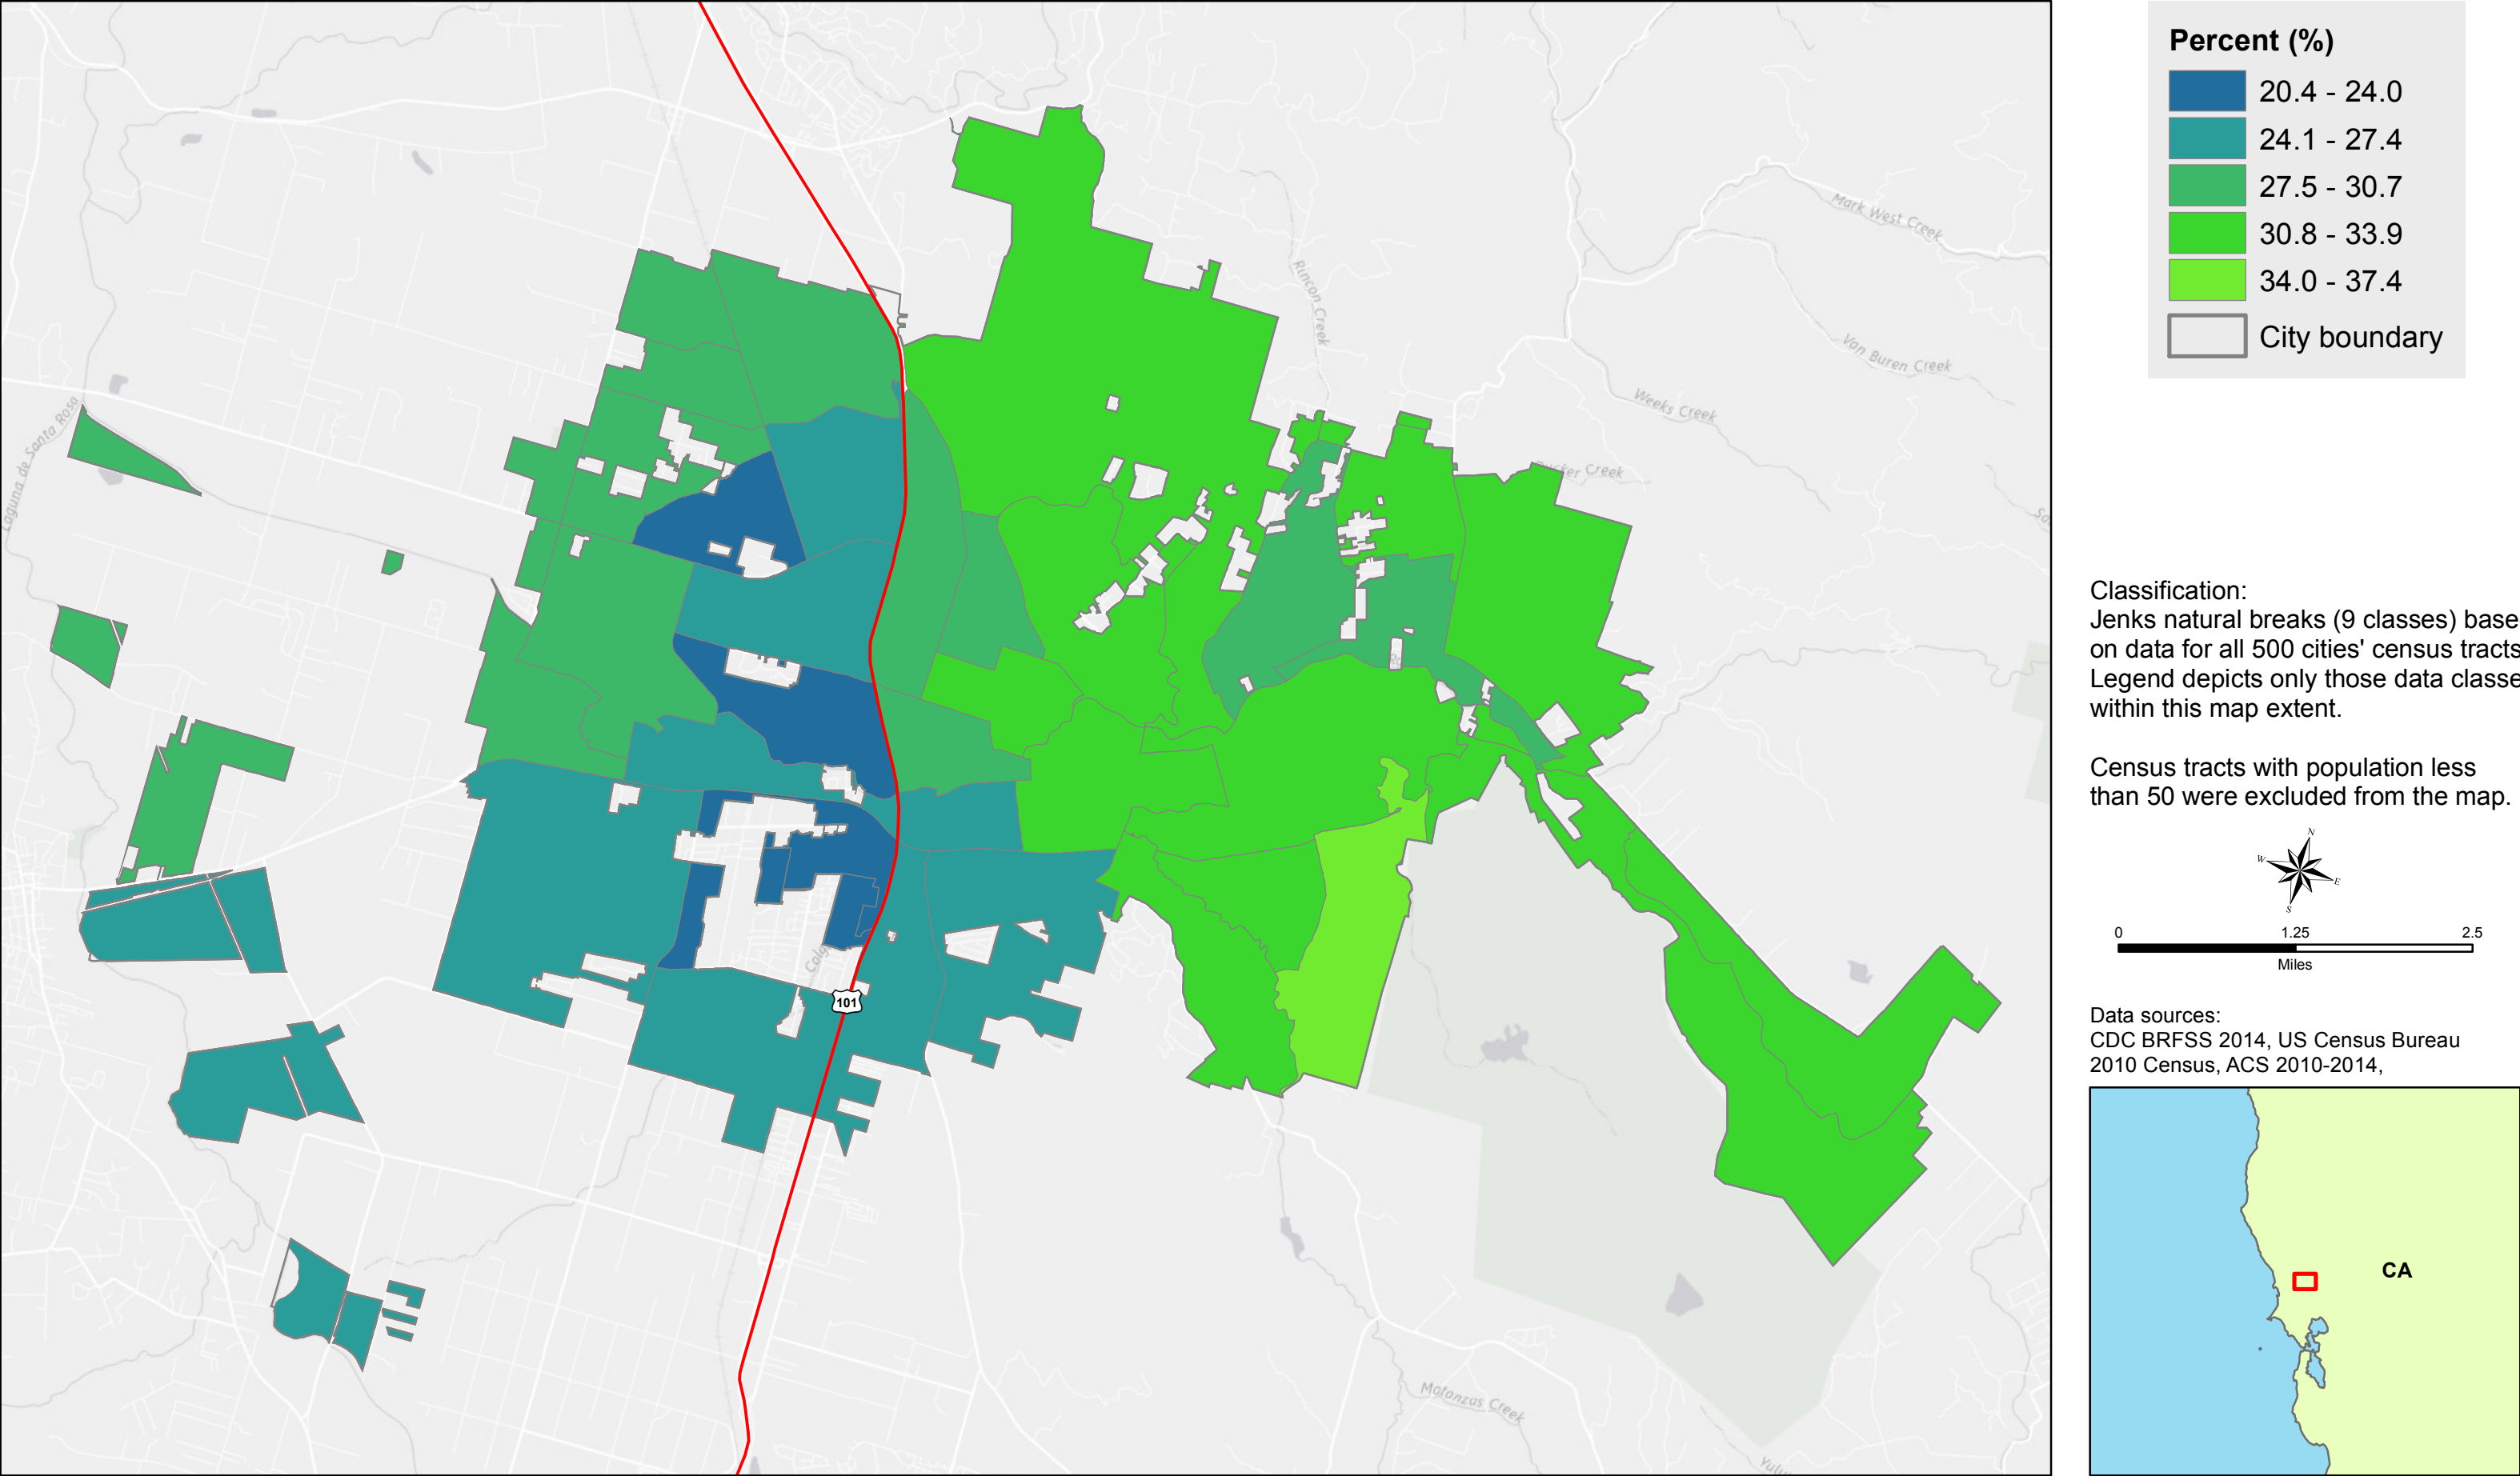 Percent (%)
20.4 - 24.0
24.1 - 27.4
27.5 - 30.7
30.8 - 33.9
34.0 - 37.4
City boundary
Mark West Creek
Rincon Creek
Van Buren Creek
Weeks Creek
Creek
Laguna de Santa Rosa
101
Matanzas Creek
Classification:
Jenks natural breaks (9 classes) base
on data for all 500 cities' census tracts
Legend depicts only those data classe
within this map extent.
Census tracts with population less
than 50 were excluded from the map.
N
W
E
S
0 1.25 2.5
Miles
Data sources:
CDC BRFSS 2014, US Census Bureau
2010 Census, ACS 2010-2014,
CA